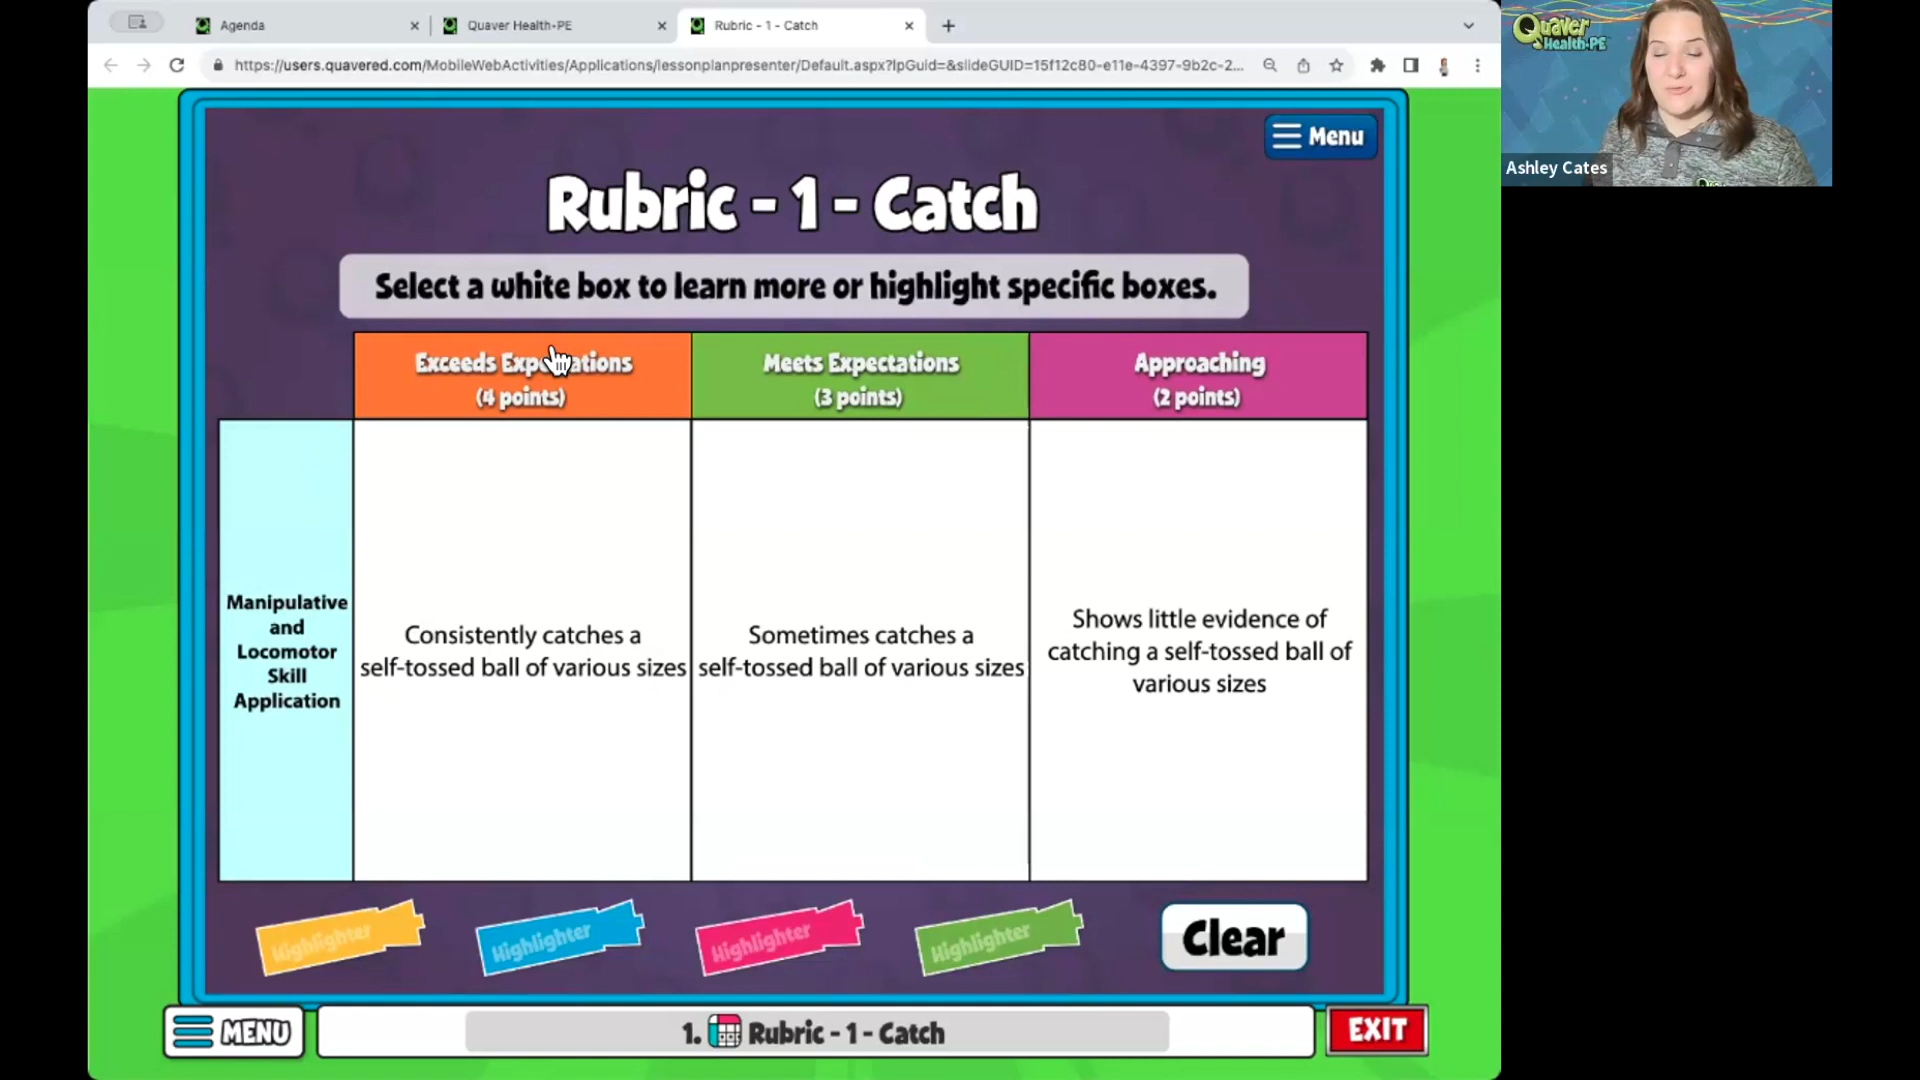 Agenda
Quaver Health•PE
Rubric - 1 - Catch
https://users.quavered.com/MobileWebActivities/Applications/lessonplanpresenter/Default.aspx?lpGuid=&slideGUID=15f12c80-e11e-4397-9b2c-2...
Quaver
Health•PE
Ashley Cates
Menu
Rubric - 1 - Catch
Select a white box to learn more or highlight specific boxes.
Exceeds Expectations
(4 points)
Meets Expectations
(3 points)
Approaching
(2 points)
Manipulative
and
Locomotor
Skill
Application
Consistently catches a
self-tossed ball of various sizes
Sometimes catches a
self-tossed ball of various sizes
Shows little evidence of
catching a self-tossed ball of
various sizes
Highlighter
Highlighter
Highlighter
Highlighter
Clear
MENU
1. Rubric - 1 - Catch
EXIT